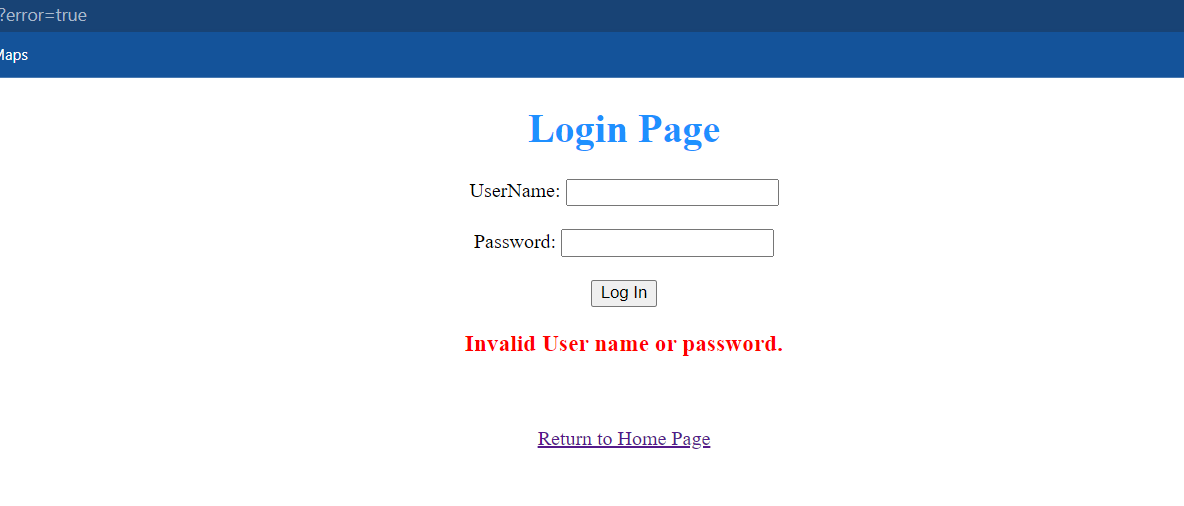 ?error=true
Maps
Login Page
UserName:
Password:
Log In
Invalid User name or password.
Return to Home Page